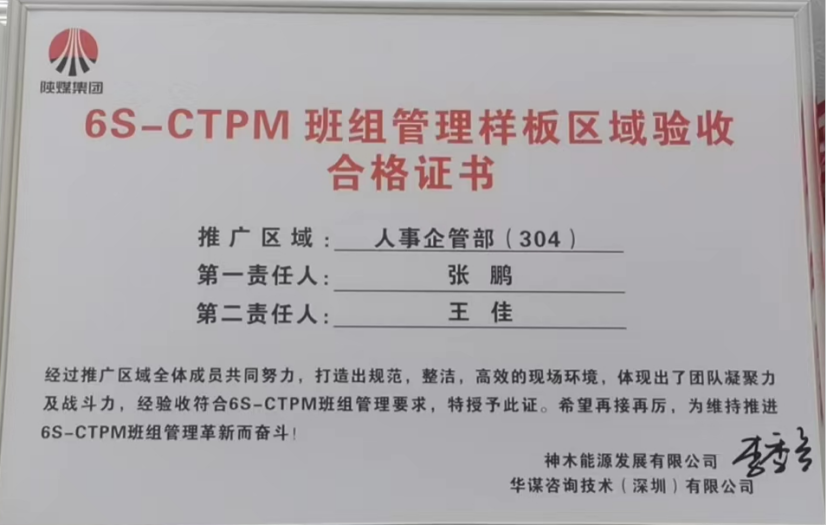 陕煤集团
6S-CTPM 班组管理样板区域验收
合格证书
推广区域：人事企管部（304）
第一责任人：张 鹏
第二责任人：王 佳
经过推广区域全体成员共同努力，打造出规范，整洁，高效的现场环境，体现出了团队凝聚力
及战斗力，经验收符合6S-CTPM班组管理要求，特授予此证。希望再接再厉，为维持推进
6S-CTPM班组管理革新而奋斗！
神木能源发展有限公司
华谋咨询技术（深圳）有限公司